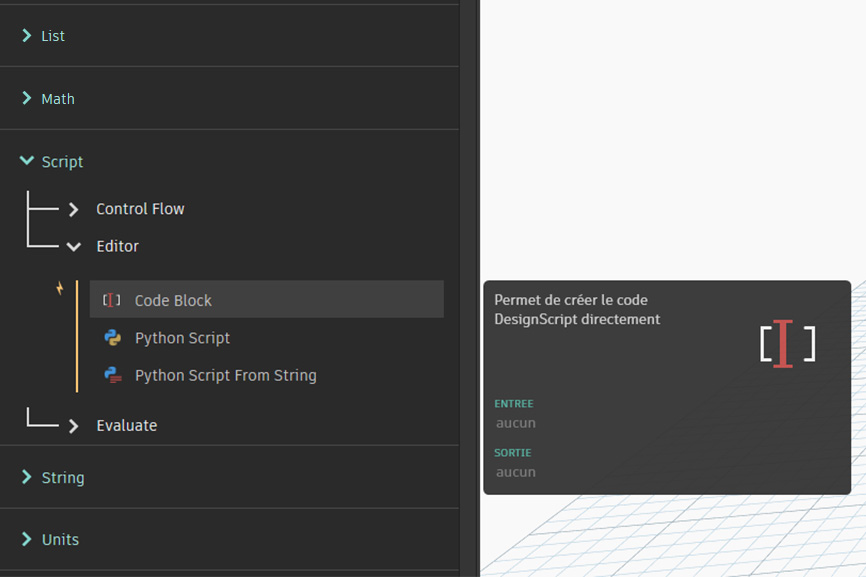 List
Math
Script
Control Flow
Editor
Code Block
Python Script
Python Script From String
Evaluate
String
Units
Permet de créer le code
DesignScript directement
ENTREE
aucun
SORTIE
aucun